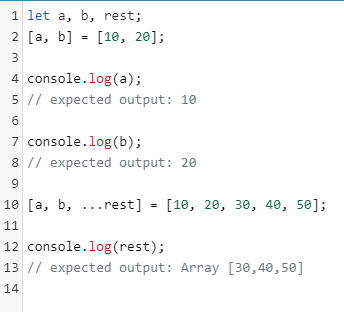 1 let a, b, rest;
2 [a, b] = [10, 20];
3
4 console.log(a);
5 // expected output: 10
6
7 console.log(b);
8 // expected output: 20
9
10 [a, b, ...rest] = [10, 20, 30, 40, 50];
11
12 console.log(rest);
13 // expected output: Array [30,40,50]
14